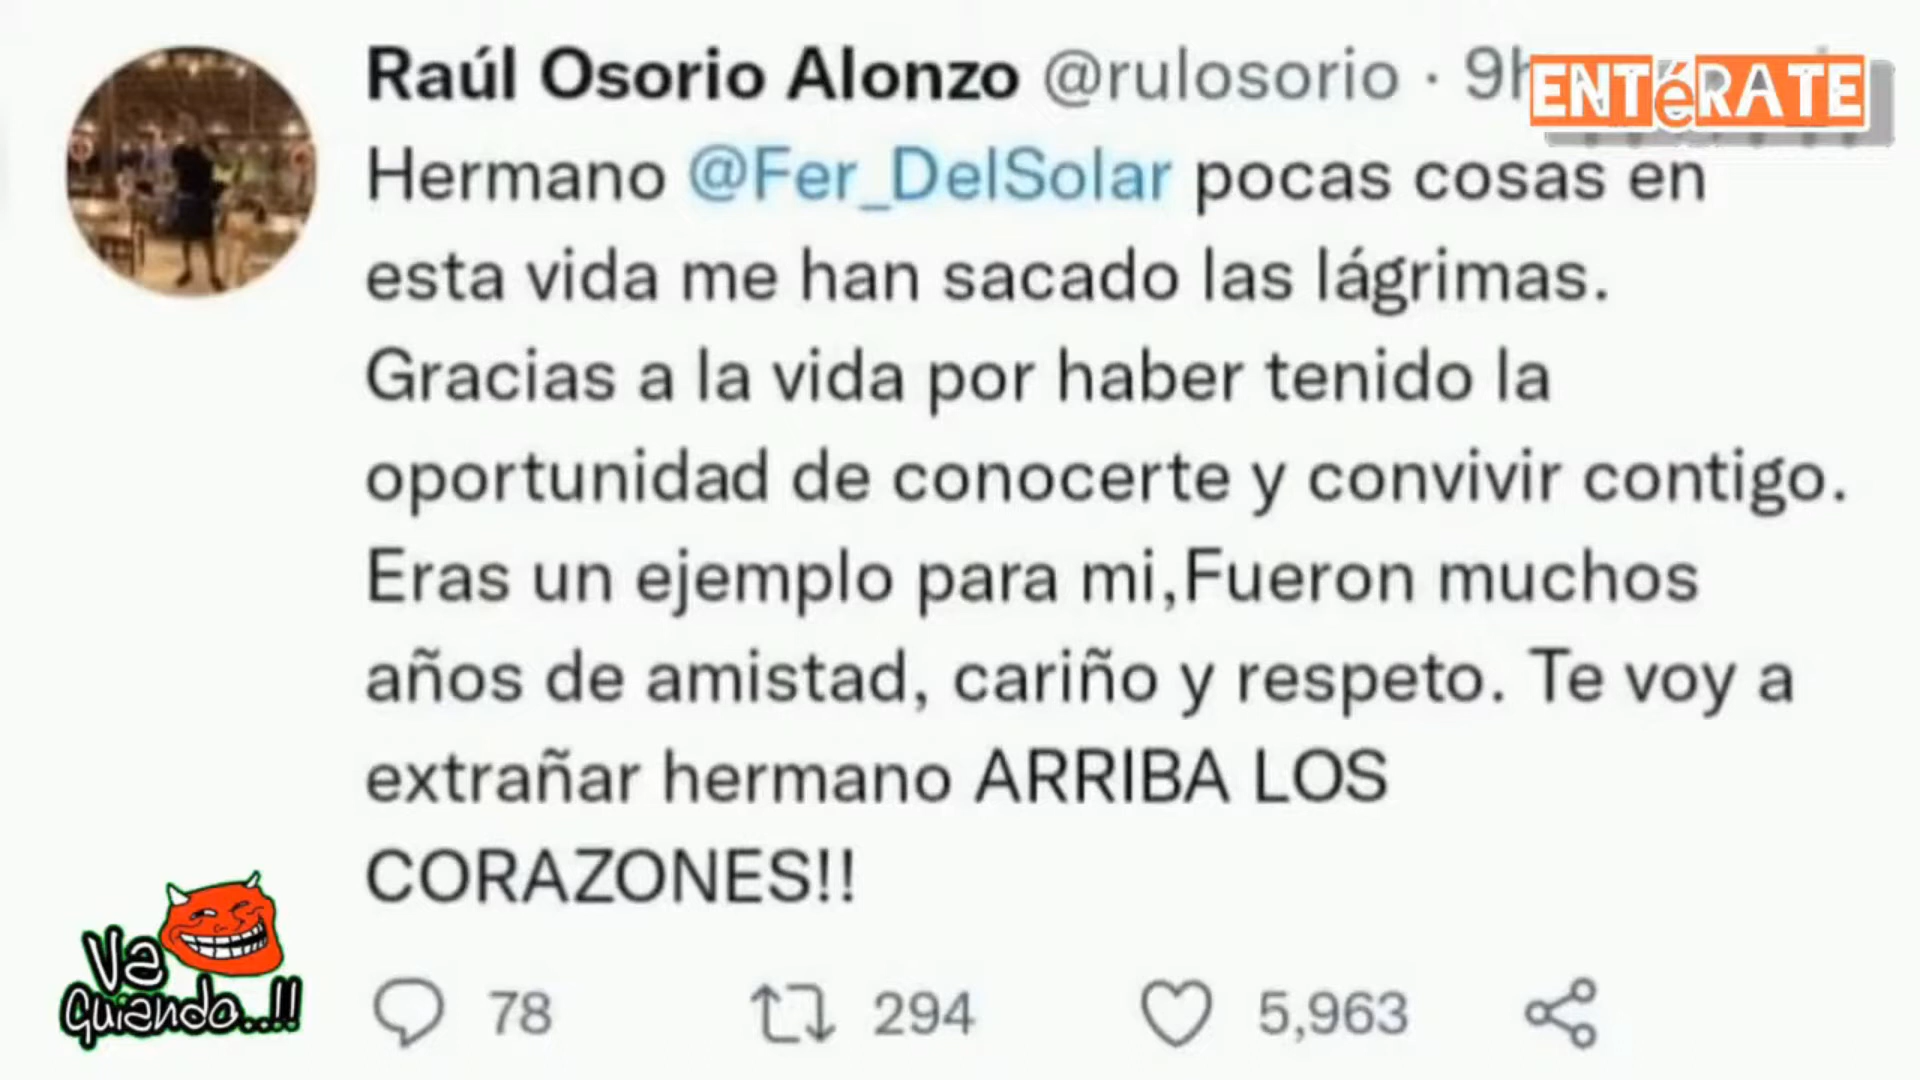 Raúl Osorio Alonzo @rulosorio · 9h
ENTéRATE
Hermano @Fer_DelSolar pocas cosas en
esta vida me han sacado las lágrimas.
Gracias a la vida por haber tenido la
oportunidad de conocerte y convivir contigo.
Eras un ejemplo para mi,Fueron muchos
años de amistad, cariño y respeto. Te voy a
extrañar hermano ARRIBA LOS
CORAZONES!!
Va
guiando..!!
78 294 5,963